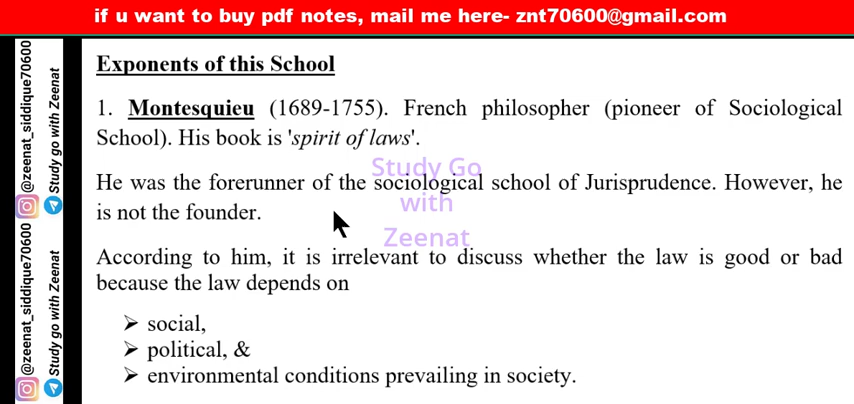 if u want to buy pdf notes, mail me here- znt70600@gmail.com
@zeenat_siddique70600
Study go with Zeenat
@zeenat_siddique70600
Study go with Zeenat
Exponents of this School
1. Montesquieu (1689-1755). French philosopher (pioneer of Sociological
School). His book is 'spirit of laws'.
Study Go
with
Zeenat
He was the forerunner of the sociological school of Jurisprudence. However, he
is not the founder.
According to him, it is irrelevant to discuss whether the law is good or bad
because the law depends on
➢ social,
➢ political, &
➢ environmental conditions prevailing in society.